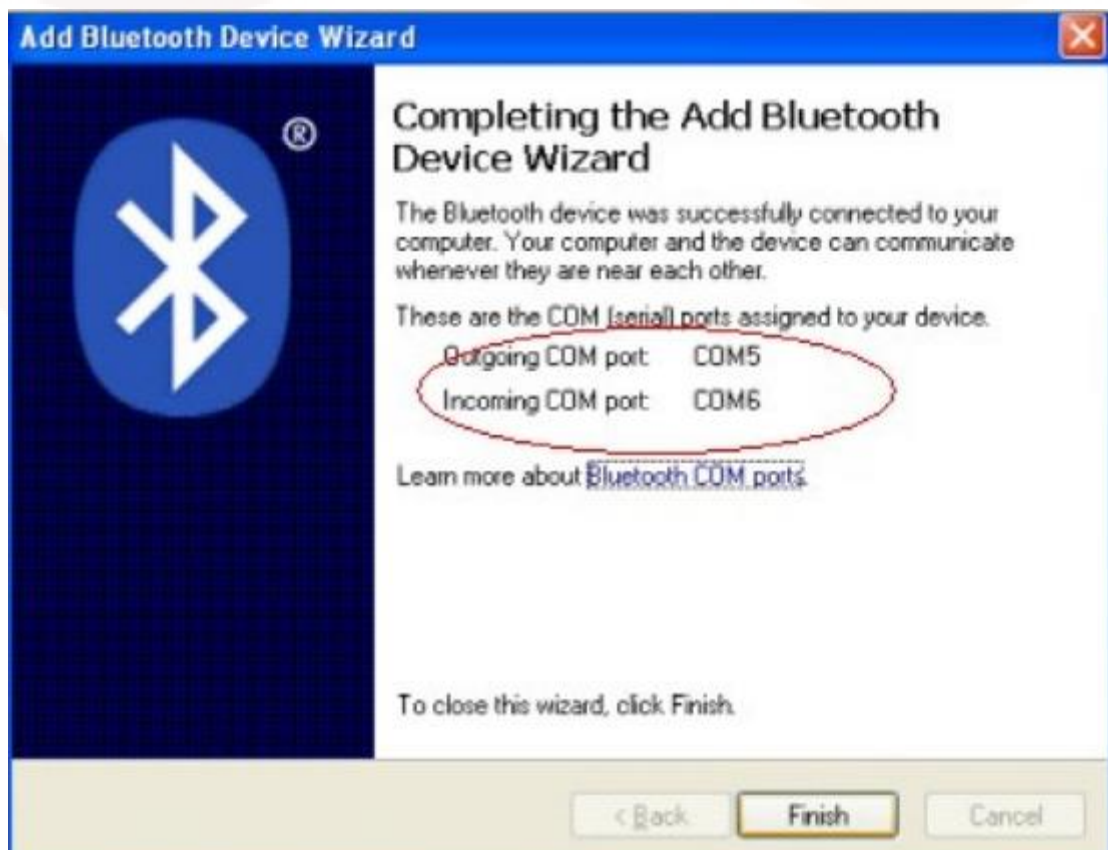 Add Bluetooth Device Wizard
®
Completing the Add Bluetooth
Device Wizard
The Bluetooth device was successfully connected to your
computer. Your computer and the device can communicate
whenever they are near each other.
These are the COM (serial) ports assigned to your device.
Outgoing COM port: COM5
Incoming COM port: COM6
Learn more about Bluetooth COM ports.
To close this wizard, click Finish.
< Back Finish Cancel